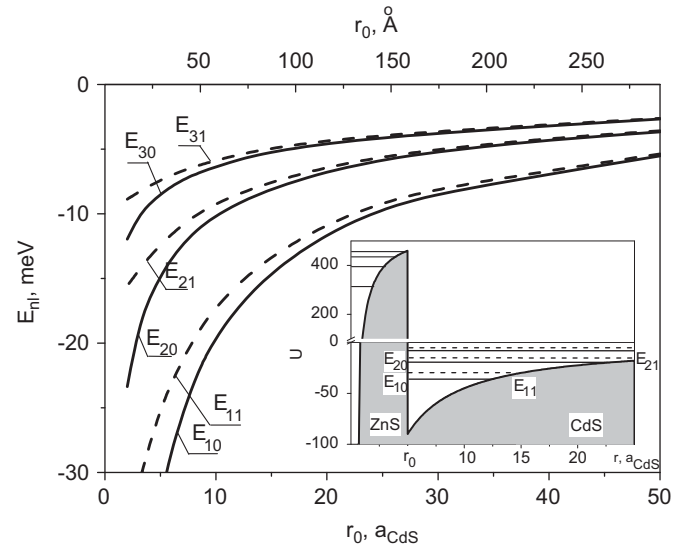 r0, Å
50 100 150 200 250
0
-10
-20
-30
Enl, meV
E31
E30
E21
E20
E11
E10
400
200
0
-50
-100
U
E20
E10
E21
E11
ZnS
CdS
r0 10 15 20 r, aCdS
0 10 20 30 40 50
r0, aCdS